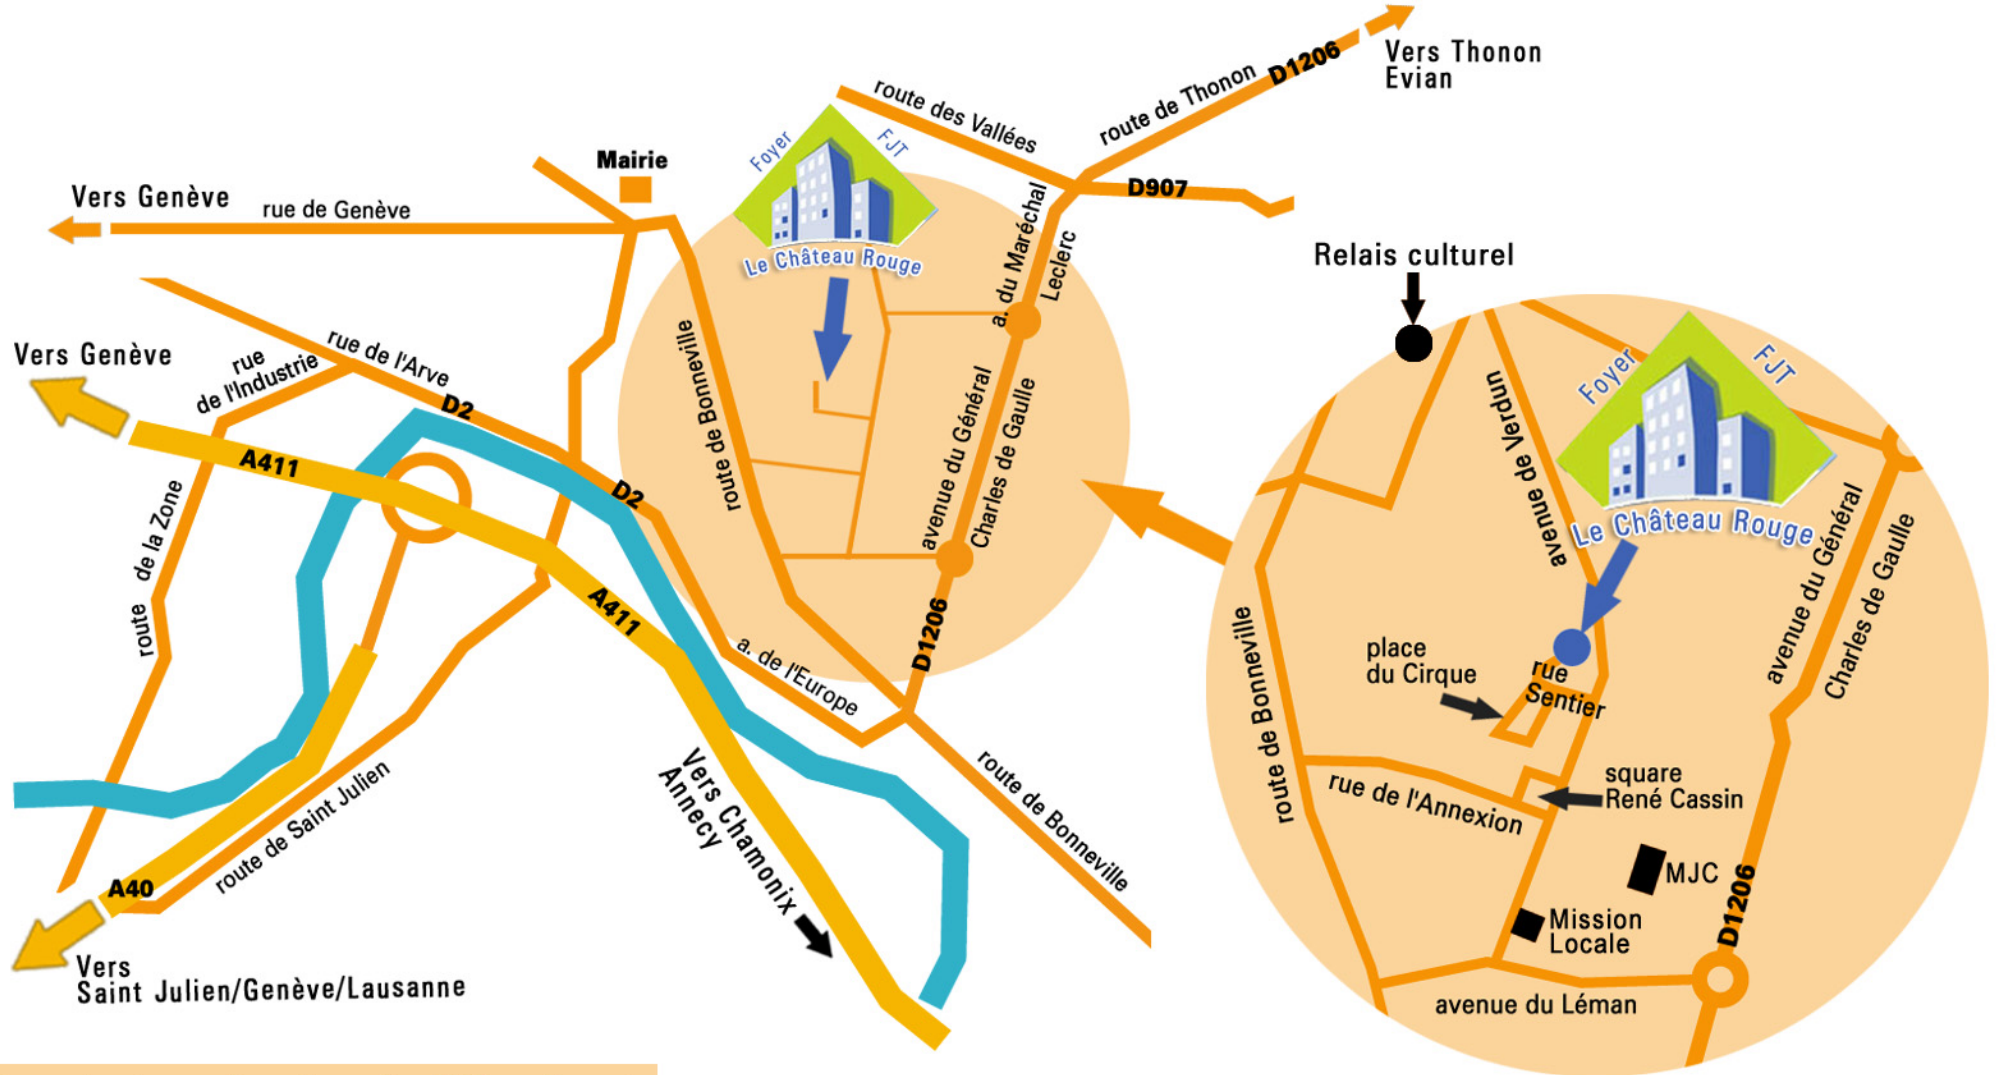 Vers Thonon
Evian
D1206
route de Thonon
route des Vallées
D907
Foyer
FJT
Le Château Rouge
Mairie
Vers Genève
rue de Genève
a. du Maréchal
Leclerc
Relais culturel
Vers Genève
rue
de l'Industrie
rue de l'Arve
D2
A411
route de Bonneville
avenue du Général
Charles de Gaulle
D2
route de la Zone
A411
D1206
a. de l'Europe
route de Bonneville
Vers Chamonix
Annecy
route de Saint Julien
A40
Vers
Saint Julien/Genève/Lausanne
Foyer
FJT
Le Château Rouge
avenue de Verdun
avenue du Général
Charles de Gaulle
place
du Cirque
rue
Sentier
route de Bonneville
rue de l'Annexion
square
René Cassin
MJC
Mission
Locale
D1206
avenue du Léman